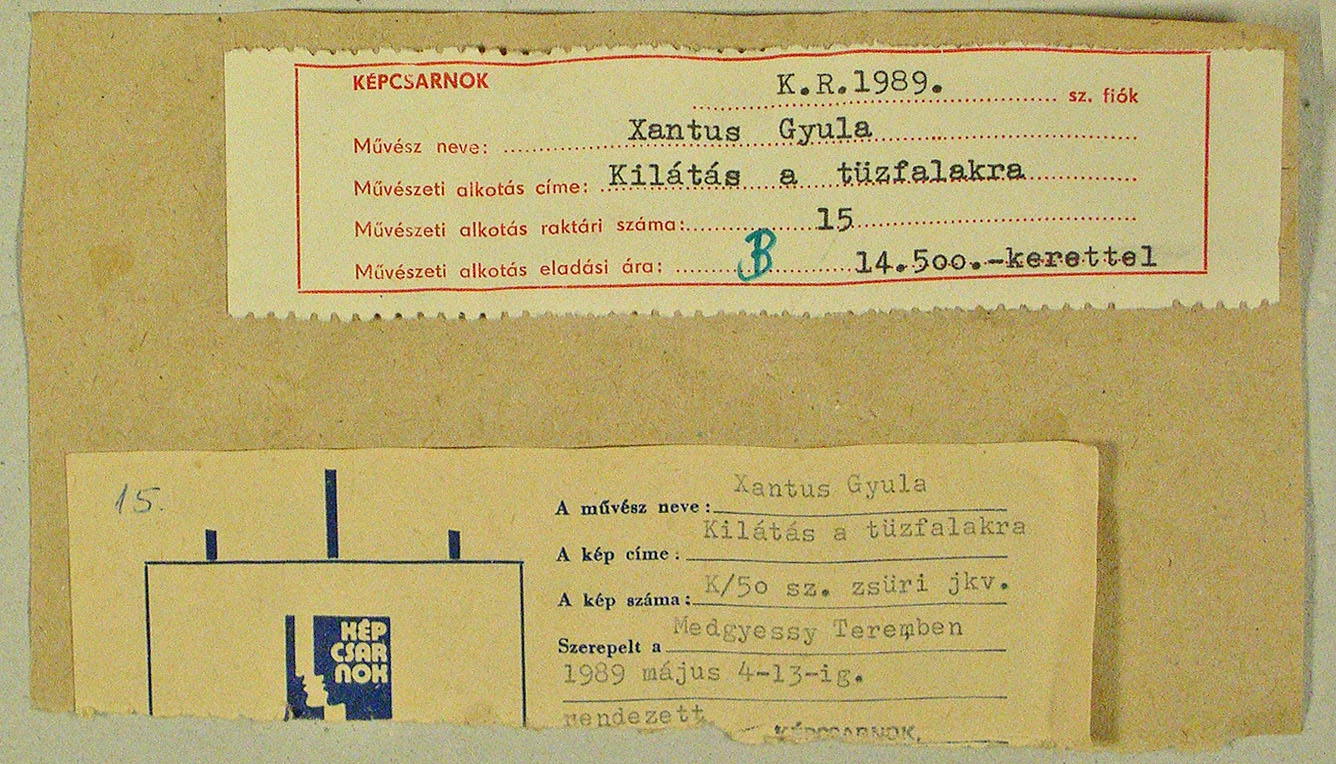 KÉPCSARNOK K.R.1989. sz. fiók
Művész neve: Xantus Gyula
Művészeti alkotás címe: Kilátás a tüzfalakra
Művészeti alkotás raktári száma: 15
Művészeti alkotás eladási ára: B 14.5oo.-kerettel
15.
A művész neve: Xantus Gyula
A kép címe: Kilátás a tüzfalakra
A kép száma: K/5o sz. zsüri jkv.
Szerepelt a Medgyessy Teremben
1989 május 4-13-ig.
rendezett
KÉPCSARNOK
KÉP
CSAR
NOK